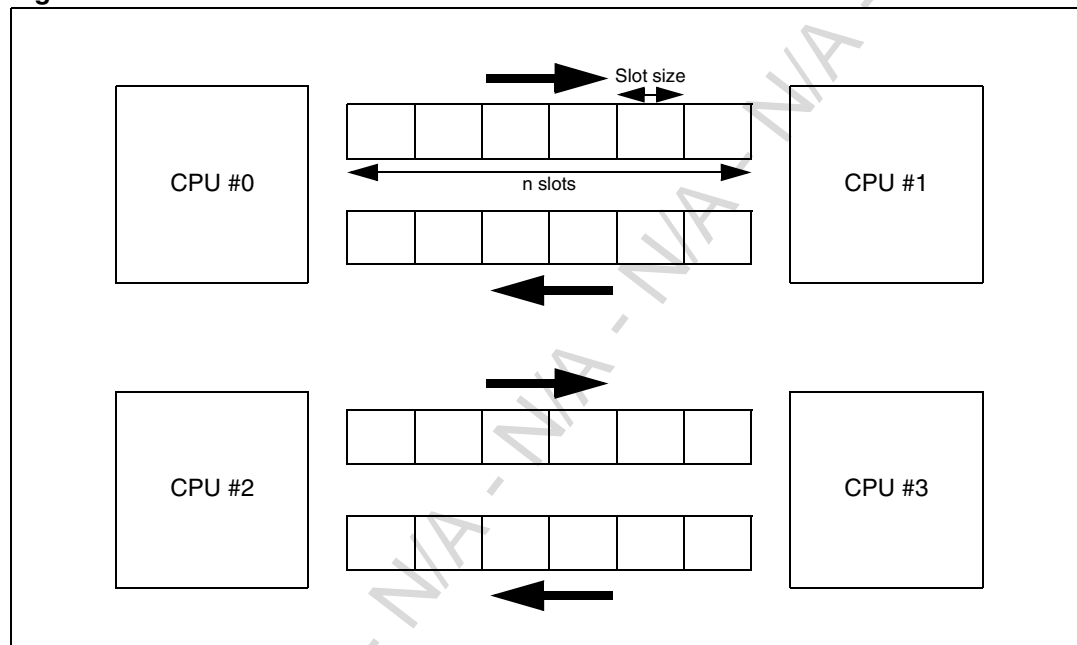 Slot size
CPU #0
CPU #1
n slots
CPU #2
CPU #3
- N/A - N/A - N/A - N/A -